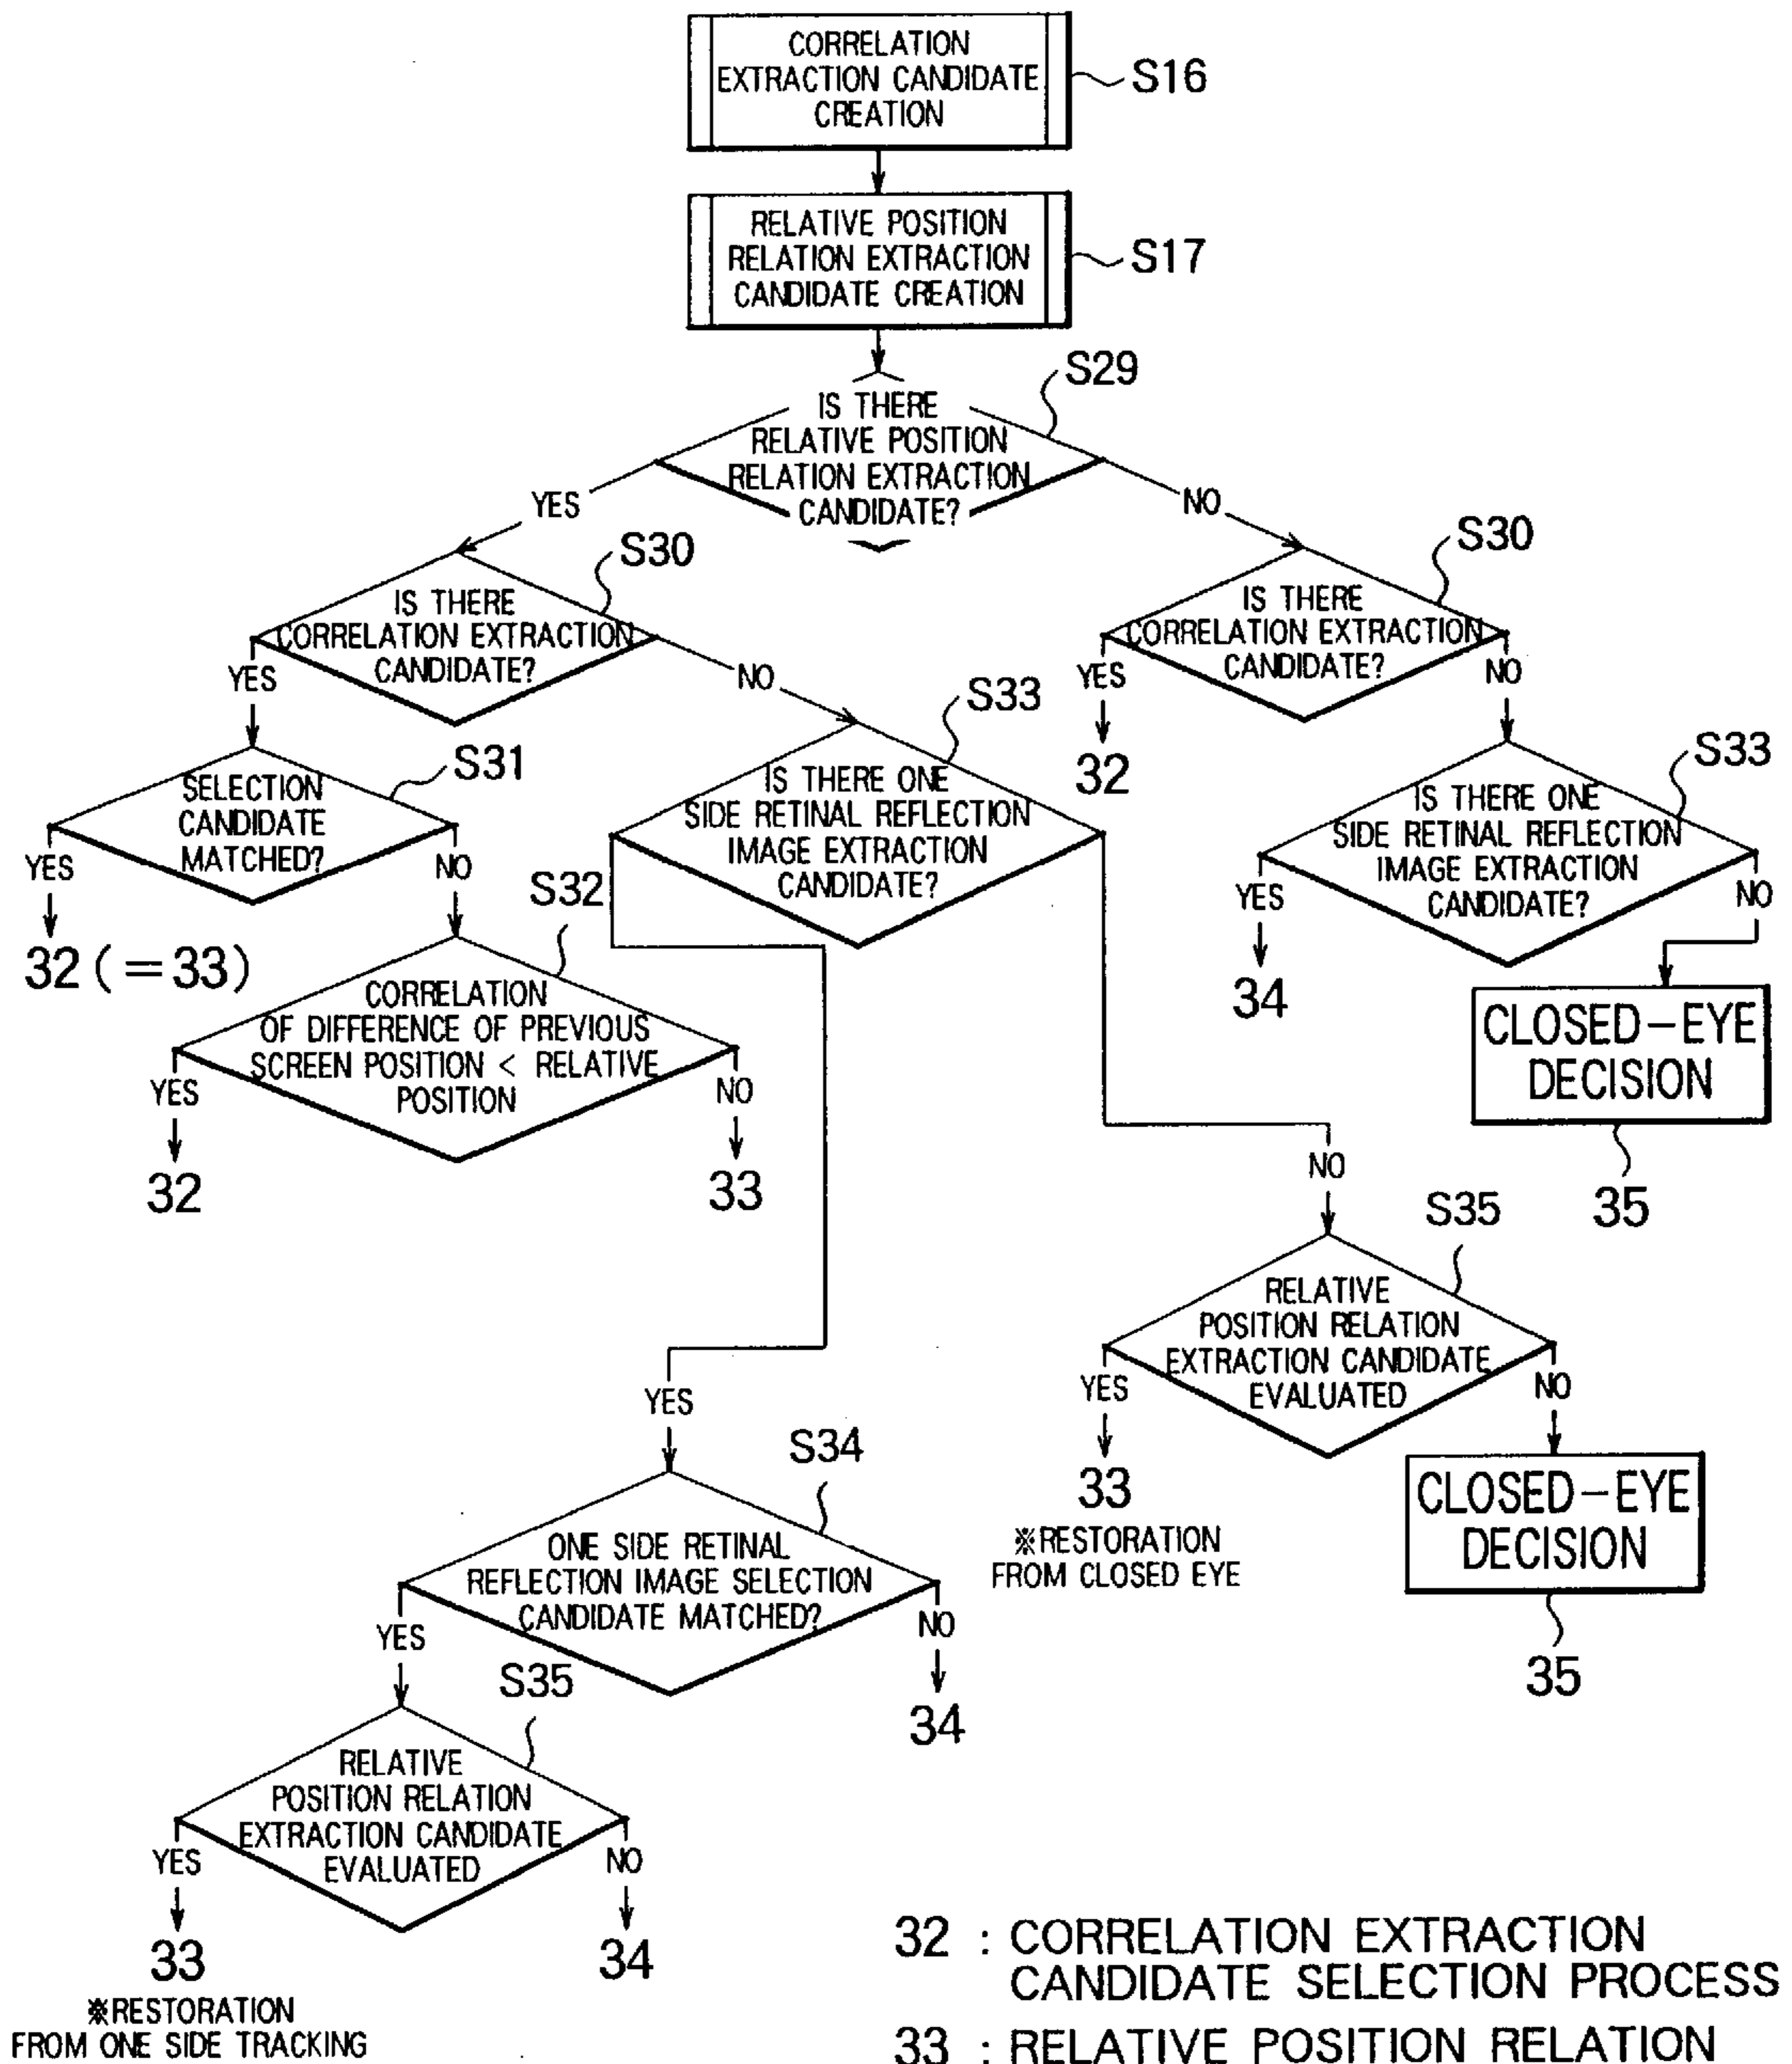 CORRELATION
EXTRACTION CANDIDATE
CREATION
S16
RELATIVE POSITION
RELATION EXTRACTION
CANDIDATE CREATION
S17
S29
IS THERE
RELATIVE POSITION
RELATION EXTRACTION
CANDIDATE?
YES
NO
S30
IS THERE
CORRELATION EXTRACTION
CANDIDATE?
YES
NO
S30
IS THERE
CORRELATION EXTRACTION
CANDIDATE?
YES
NO
32
S31
SELECTION
CANDIDATE
MATCHED?
YES
NO
32 (=33)
S33
IS THERE ONE
SIDE RETINAL REFLECTION
IMAGE EXTRACTION
CANDIDATE?
S33
IS THERE ONE
SIDE RETINAL REFLECTION
IMAGE EXTRACTION
CANDIDATE?
YES
NO
34
CLOSED-EYE
DECISION
35
S32
CORRELATION
OF DIFFERENCE OF PREVIOUS
SCREEN POSITION < RELATIVE
POSITION
YES
NO
32
33
NO
S35
RELATIVE
POSITION RELATION
EXTRACTION CANDIDATE
EVALUATED
YES
NO
33
※RESTORATION
FROM CLOSED EYE
CLOSED-EYE
DECISION
35
YES
S34
ONE SIDE RETINAL
REFLECTION IMAGE SELECTION
CANDIDATE MATCHED?
YES
NO
34
S35
RELATIVE
POSITION RELATION
EXTRACTION CANDIDATE
EVALUATED
YES
NO
33
34
※RESTORATION
FROM ONE SIDE TRACKING
32 : CORRELATION EXTRACTION
CANDIDATE SELECTION PROCESS
33 : RELATIVE POSITION RELATION